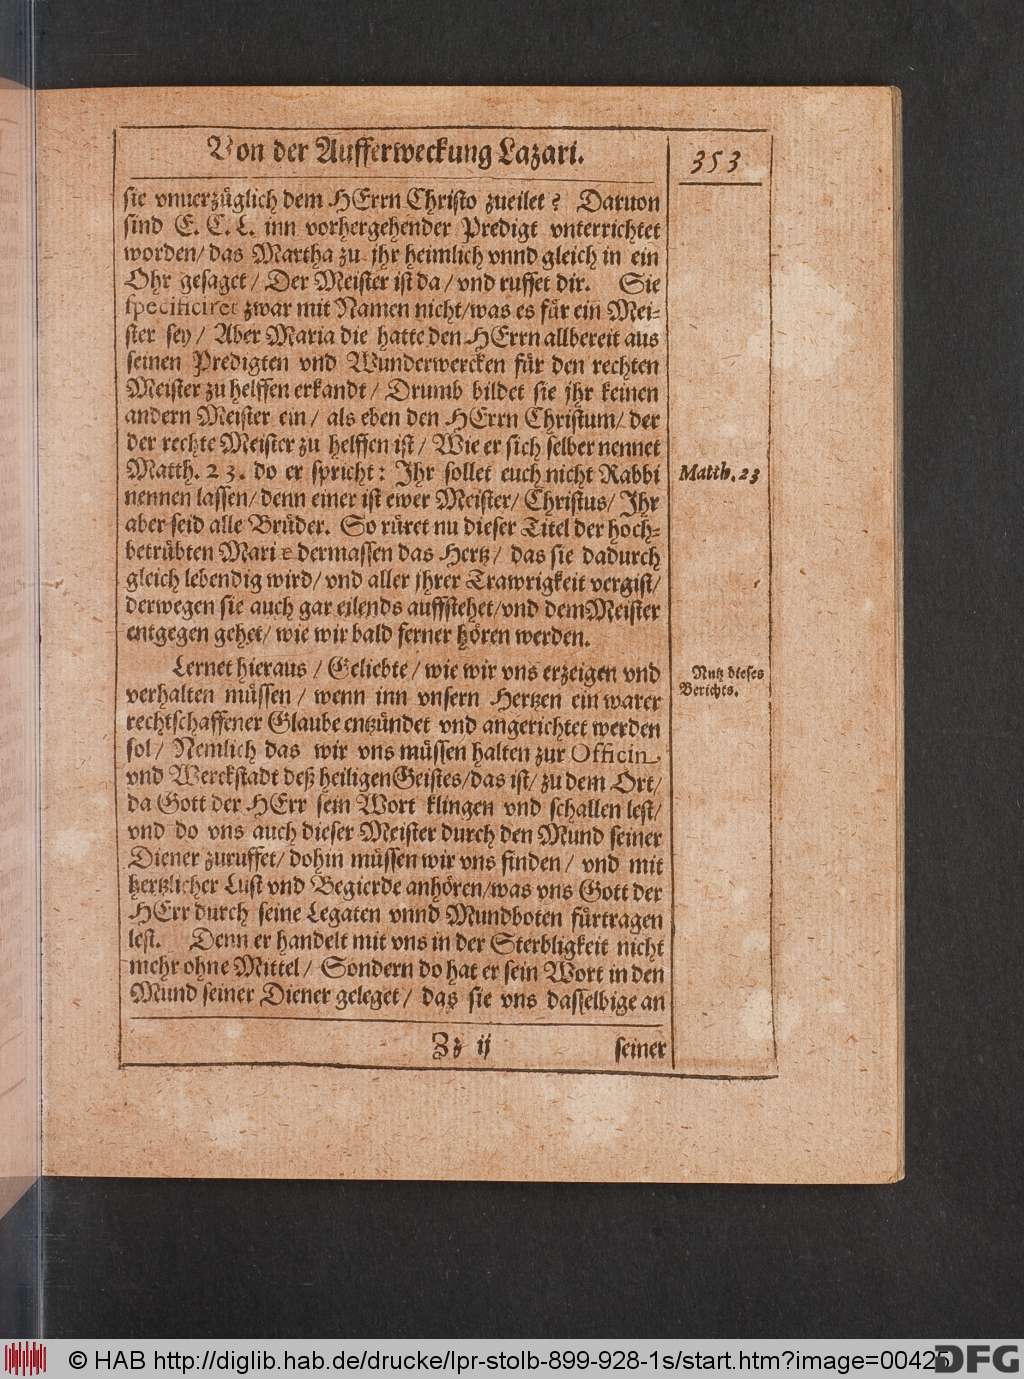 Von der Aufferweckung Lazari.
353
sie vnuerzüglich dem HErrn Christo zueilet? Daruon
sind E. C. L. inn vorhergehender Predigt vnterrichtet
worden/ das Martha zu jhr heimlich vnnd gleich in ein
Ohr gesaget/ Der Meister ist da/ vnd ruffet dir. Sie
specificiret zwar mit Namen nicht/ was es für ein Mei-
ster sey/ Aber Maria die hatte den HErrn allbereit aus
seinen Predigten vnd Wunderwercken für den rechten
Meister zu helffen erkandt/ Drumb bildet sie jhr keinen
andern Meister ein/ als eben den HErrn Christum/ der
der rechte Meister zu helffen ist/ Wie er sich selber nennet
Matth. 23. do er spricht: Jhr sollet euch nicht Rabbi
Matth. 23
nennen lassen/ denn einer ist ewer Meister/ Christus/ Jhr
aber seid alle Brüder. So rüret nu dieser Titel der hoch-
betrübten Mariæ dermassen das Hertz/ das sie dadurch
gleich lebendig wird/ vnd aller jhrer Trawrigkeit vergist/
derwegen sie auch gar eilends auffstehet/ vnd dem Meister
entgegen gehet/ wie wir bald ferner hören werden.
Lernet hieraus/ Geliebte/ wie wir vns erzeigen vnd
Nutz dieses
Berichts.
verhalten müssen/ wenn inn vnsern Hertzen ein warer
rechtschaffener Glaube entzündet vnd angerichtet werden
sol/ Nemlich das wir vns müssen halten zur Officin
vnd Werckstadt deß heiligen Geistes/ das ist/ zu dem Ort/
da Gott der HErr sein Wort klingen vnd schallen lest/
vnd do vns auch dieser Meister durch den Mund seiner
Diener zuruffet/ dohin müssen wir vns finden/ vnd mit
hertzlicher Lust vnd Begierde anhören/ was vns Gott der
HErr durch seine Legaten vnnd Mundboten fürtragen
lest. Denn er handelt mit vns in der Sterbligkeit nicht
mehr ohne Mittel/ Sondern do hat er sein Wort in den
Mund seiner Diener geleget/ das sie vns dasselbige an
Zz ij
seiner
© HAB http://diglib.hab.de/drucke/lpr-stolb-899-928-1s/start.htm?image=00425
DFG